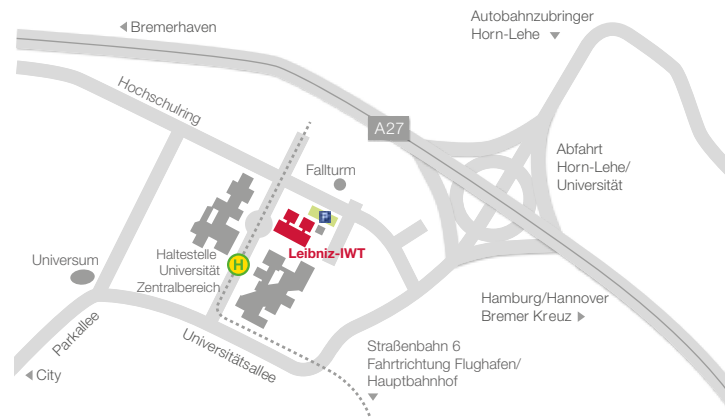 Bremerhaven
Autobahnzubringer
Horn-Lehe
Hochschulring
A27
Abfahrt
Horn-Lehe/
Universität
Fallturm
P
Leibniz-IWT
Haltestelle
Universität
Zentralbereich
H
Universum
Parkallee
Universitätsallee
City
Hamburg/Hannover
Bremer Kreuz
Straßenbahn 6
Fahrtrichtung Flughafen/
Hauptbahnhof